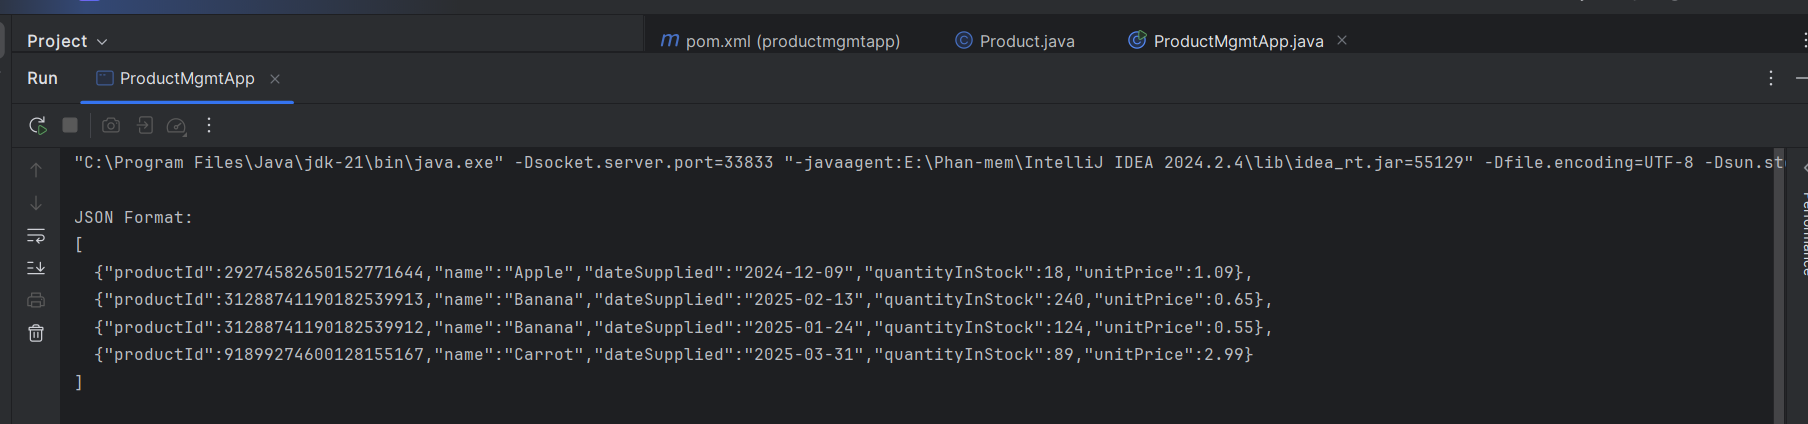 Project
pom.xml (productmgmtapp)
Product.java
ProductMgmtApp.java
Run
ProductMgmtApp
"C:\Program Files\Java\jdk-21\bin\java.exe" -Dsocket.server.port=33833 "-javaagent:E:\Phan-mem\IntelliJ IDEA 2024.2.4\lib\idea_rt.jar=55129" -Dfile.encoding=UTF-8 -Dsun.st
JSON Format:
[
{"productId":29274582650152771644,"name":"Apple","dateSupplied":"2024-12-09","quantityInStock":18,"unitPrice":1.09},
{"productId":31288741190182539913,"name":"Banana","dateSupplied":"2025-02-13","quantityInStock":240,"unitPrice":0.65},
{"productId":31288741190182539912,"name":"Banana","dateSupplied":"2025-01-24","quantityInStock":124,"unitPrice":0.55},
{"productId":91899274600128155167,"name":"Carrot","dateSupplied":"2025-03-31","quantityInStock":89,"unitPrice":2.99}
]
Performance